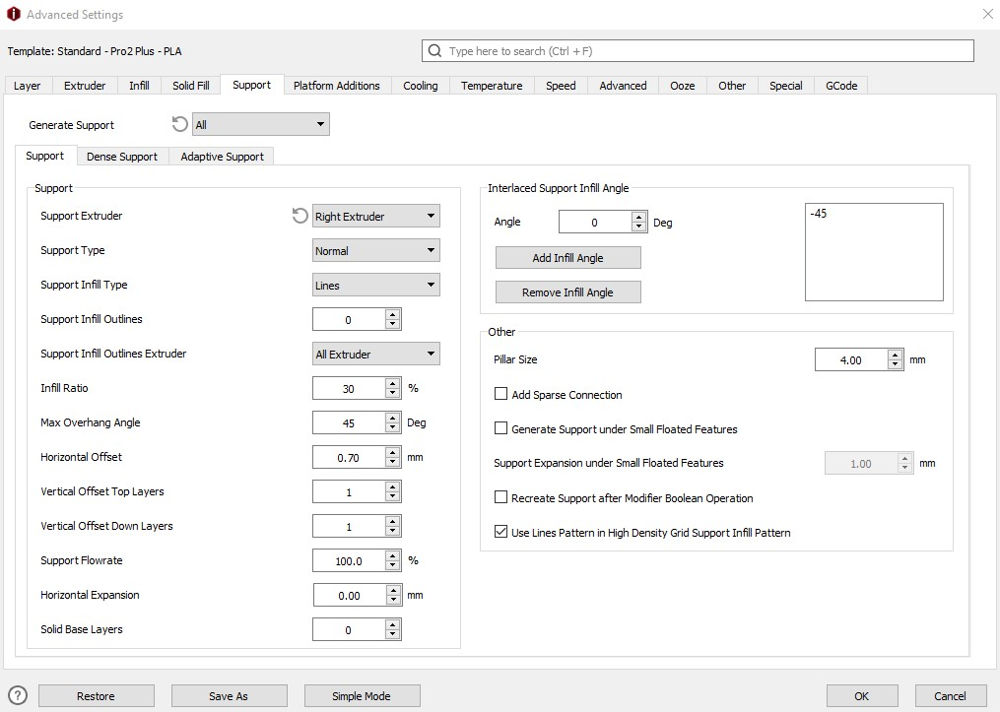 Advanced Settings
Template: Standard - Pro2 Plus - PLA
Type here to search (Ctrl + F)
Layer Extruder Infill Solid Fill Support Platform Additions Cooling Temperature Speed Advanced Ooze Other Special GCode
Generate Support All
Support Dense Support Adaptive Support
Support
Support Extruder Right Extruder
Support Type Normal
Support Infill Type Lines
Support Infill Outlines 0
Support Infill Outlines Extruder All Extruder
Infill Ratio 30 %
Max Overhang Angle 45 Deg
Horizontal Offset 0.70 mm
Vertical Offset Top Layers 1
Vertical Offset Down Layers 1
Support Flowrate 100.0 %
Horizontal Expansion 0.00 mm
Solid Base Layers 0
Interlaced Support Infill Angle
Angle 0 Deg
Add Infill Angle
Remove Infill Angle
-45
Other
Pillar Size 4.00 mm
Add Sparse Connection
Generate Support under Small Floated Features
Support Expansion under Small Floated Features 1.00 mm
Recreate Support after Modifier Boolean Operation
Use Lines Pattern in High Density Grid Support Infill Pattern
? Restore Save As Simple Mode OK Cancel